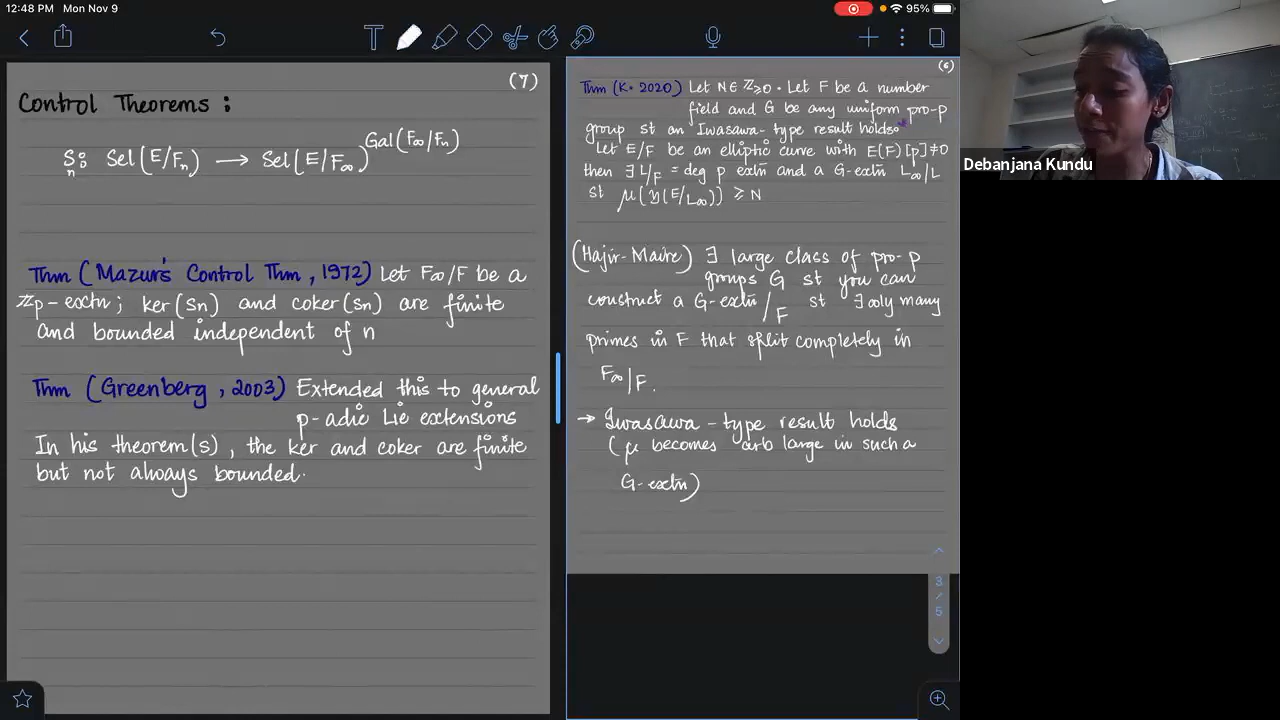 12:48 PM Mon Nov 9
95%
(7)
Control Theorems :
Sn : Sel(E/Fn) → Sel(E/F∞)^Gal(F∞/Fn)
Thm (Mazur's Control Thm, 1972) Let F∞/F be a
ℤp-extn ; ker(sn) and coker(sn) are finite
and bounded independent of n
Thm (Greenberg, 2003) Extended this to general
p-adic Lie extensions
In his theorem(s), the ker and coker are finite
but not always bounded.
(6)
Thm (K. 2020) Let N ∈ ℤ≥0. Let F be a number
field and G be any uniform pro-p
group st an Iwasawa-type result holds.*
Let E/F be an elliptic curve with E(F)[p]≠0
then ∃ L/F = deg p extn and a G-extn L∞/L
st μ(Y(E/L∞)) ≥ N
(Hajir-Maire) ∃ large class of pro-p
groups G st you can
construct a G-extn/F st ∃ ∞ly many
primes in F that split completely in
F∞/F.
→ Iwasawa-type result holds
(μ becomes arb large in such a
G-extn)
3
/
5
Debanjana Kundu